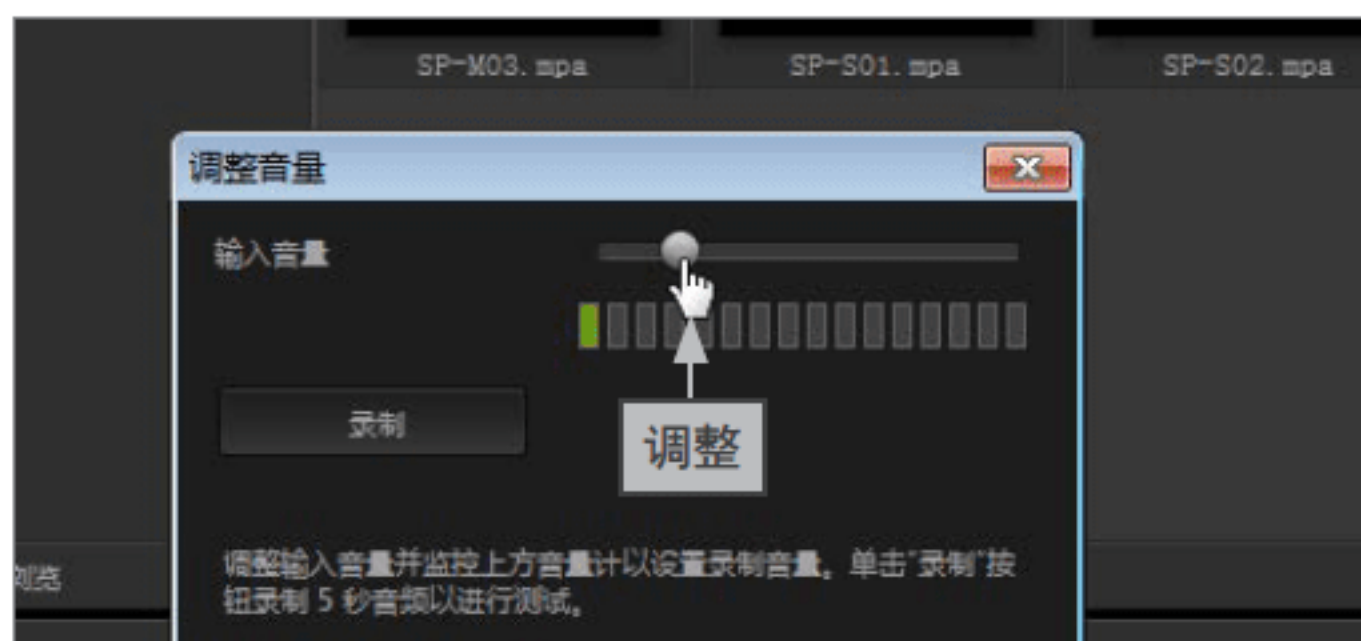 SP-M03.mpa SP-S01.mpa SP-S02.mpa
调整音量
输入音量
录制
调整
调整输入音量并监控上方音量计以设置录制音量。单击"录制"按
钮录制 5 秒音频以进行测试。
浏览